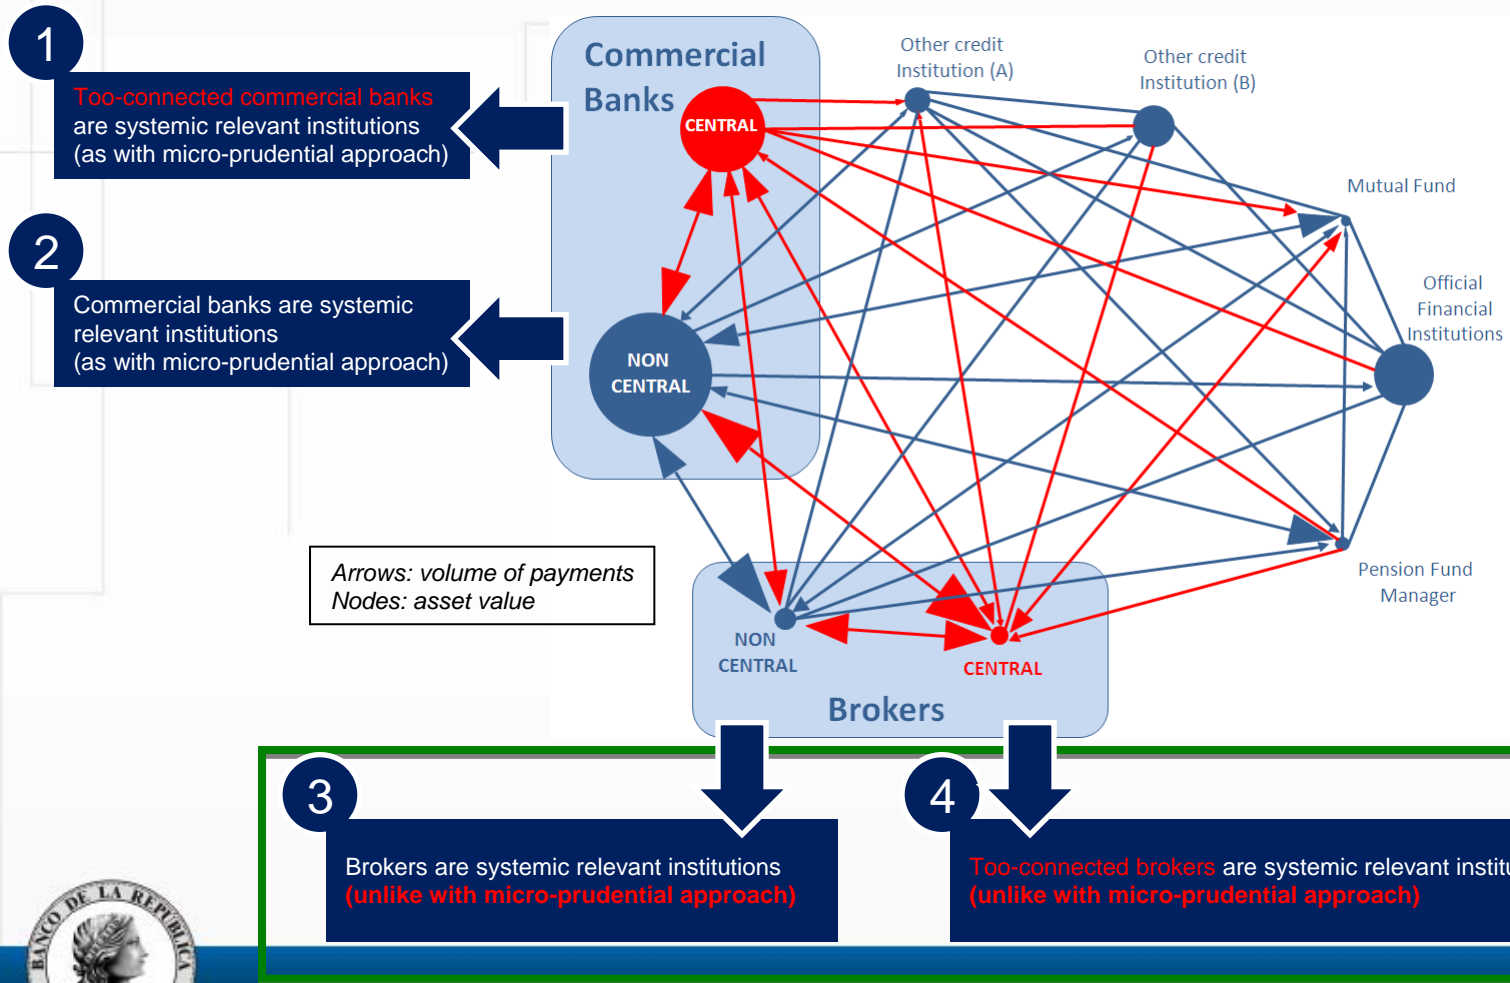 1
Too-connected commercial banks
are systemic relevant institutions
(as with micro-prudential approach)
2
Commercial banks are systemic
relevant institutions
(as with micro-prudential approach)
Commercial
Banks
CENTRAL
NON
CENTRAL
Other credit
Institution (A)
Other credit
Institution (B)
Mutual Fund
Official
Financial
Institutions
Pension Fund
Manager
Arrows: volume of payments
Nodes: asset value
NON
CENTRAL
CENTRAL
Brokers
3
Brokers are systemic relevant institutions
(unlike with micro-prudential approach)
4
Too-connected brokers are systemic relevant institu
(unlike with micro-prudential approach)
BANCO DE LA REPÚBLICA